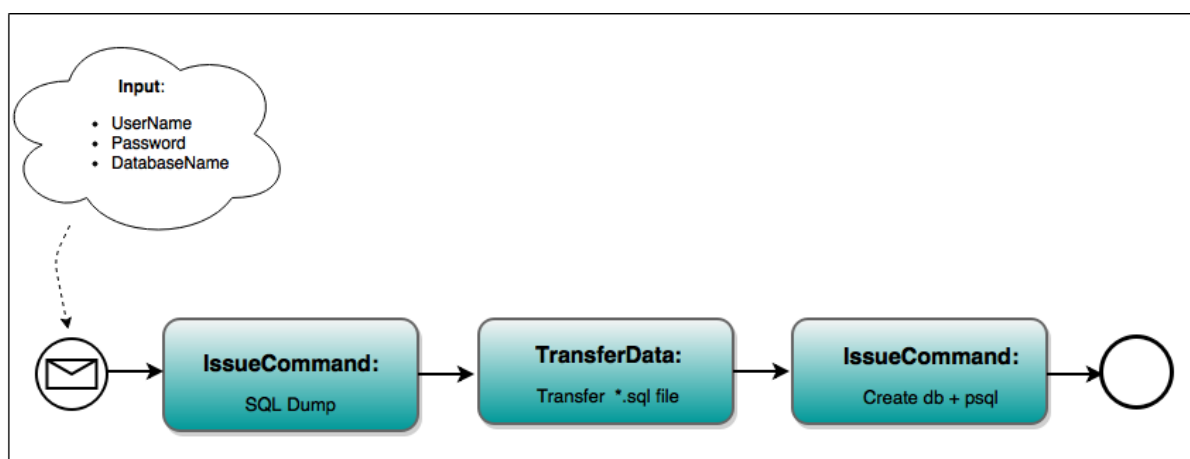 Input:
• UserName
• Password
• DatabaseName
IssueCommand:
SQL Dump
TransferData:
Transfer *.sql file
IssueCommand:
Create db + psql